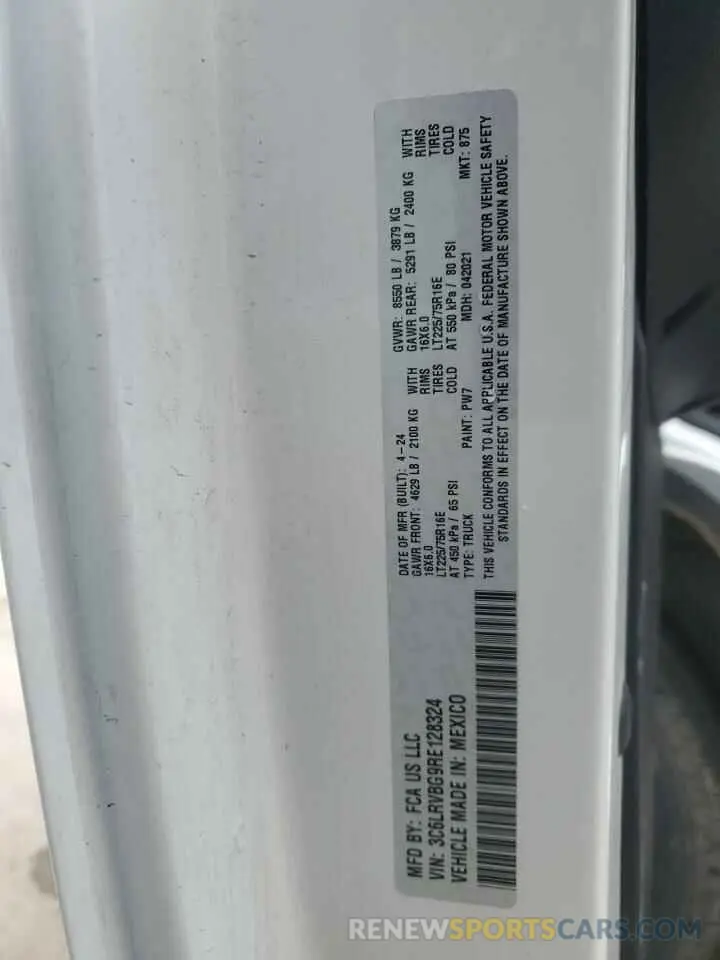 MFD BY: FCA US LLC
VIN: 3C6LRVBG9RE128324
VEHICLE MADE IN: MEXICO
DATE OF MFR (BUILT): 4-24 GVWR: 8550 LB / 3879 KG
GAWR FRONT: 4629 LB / 2100 KG WITH GAWR REAR: 5291 LB / 2400 KG WITH
16X6.0 RIMS 16X6.0 RIMS
LT225/75R16E TIRES LT225/75R16E TIRES
AT 450 kPa / 65 PSI COLD AT 550 kPa / 80 PSI COLD
TYPE: TRUCK PAINT: PW7 MDH: 042021 MKT: 875
THIS VEHICLE CONFORMS TO ALL APPLICABLE U.S.A. FEDERAL MOTOR VEHICLE SAFETY
STANDARDS IN EFFECT ON THE DATE OF MANUFACTURE SHOWN ABOVE.
RENEWSPORTSCARS.COM